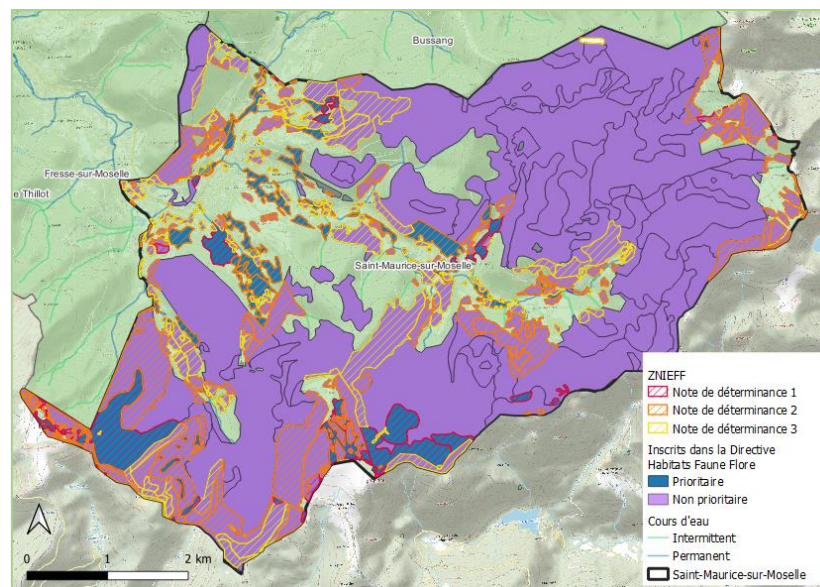 Bussang
Fresse-sur-Moselle
e Thillot
Saint-Maurice-sur-Moselle
ZNIEFF
Note de déterminance 1
Note de déterminance 2
Note de déterminance 3
Inscrits dans la Directive
Habitats Faune Flore
Prioritaire
Non prioritaire
Cours d'eau
Intermittent
Permanent
Saint-Maurice-sur-Moselle
0 1 2 km